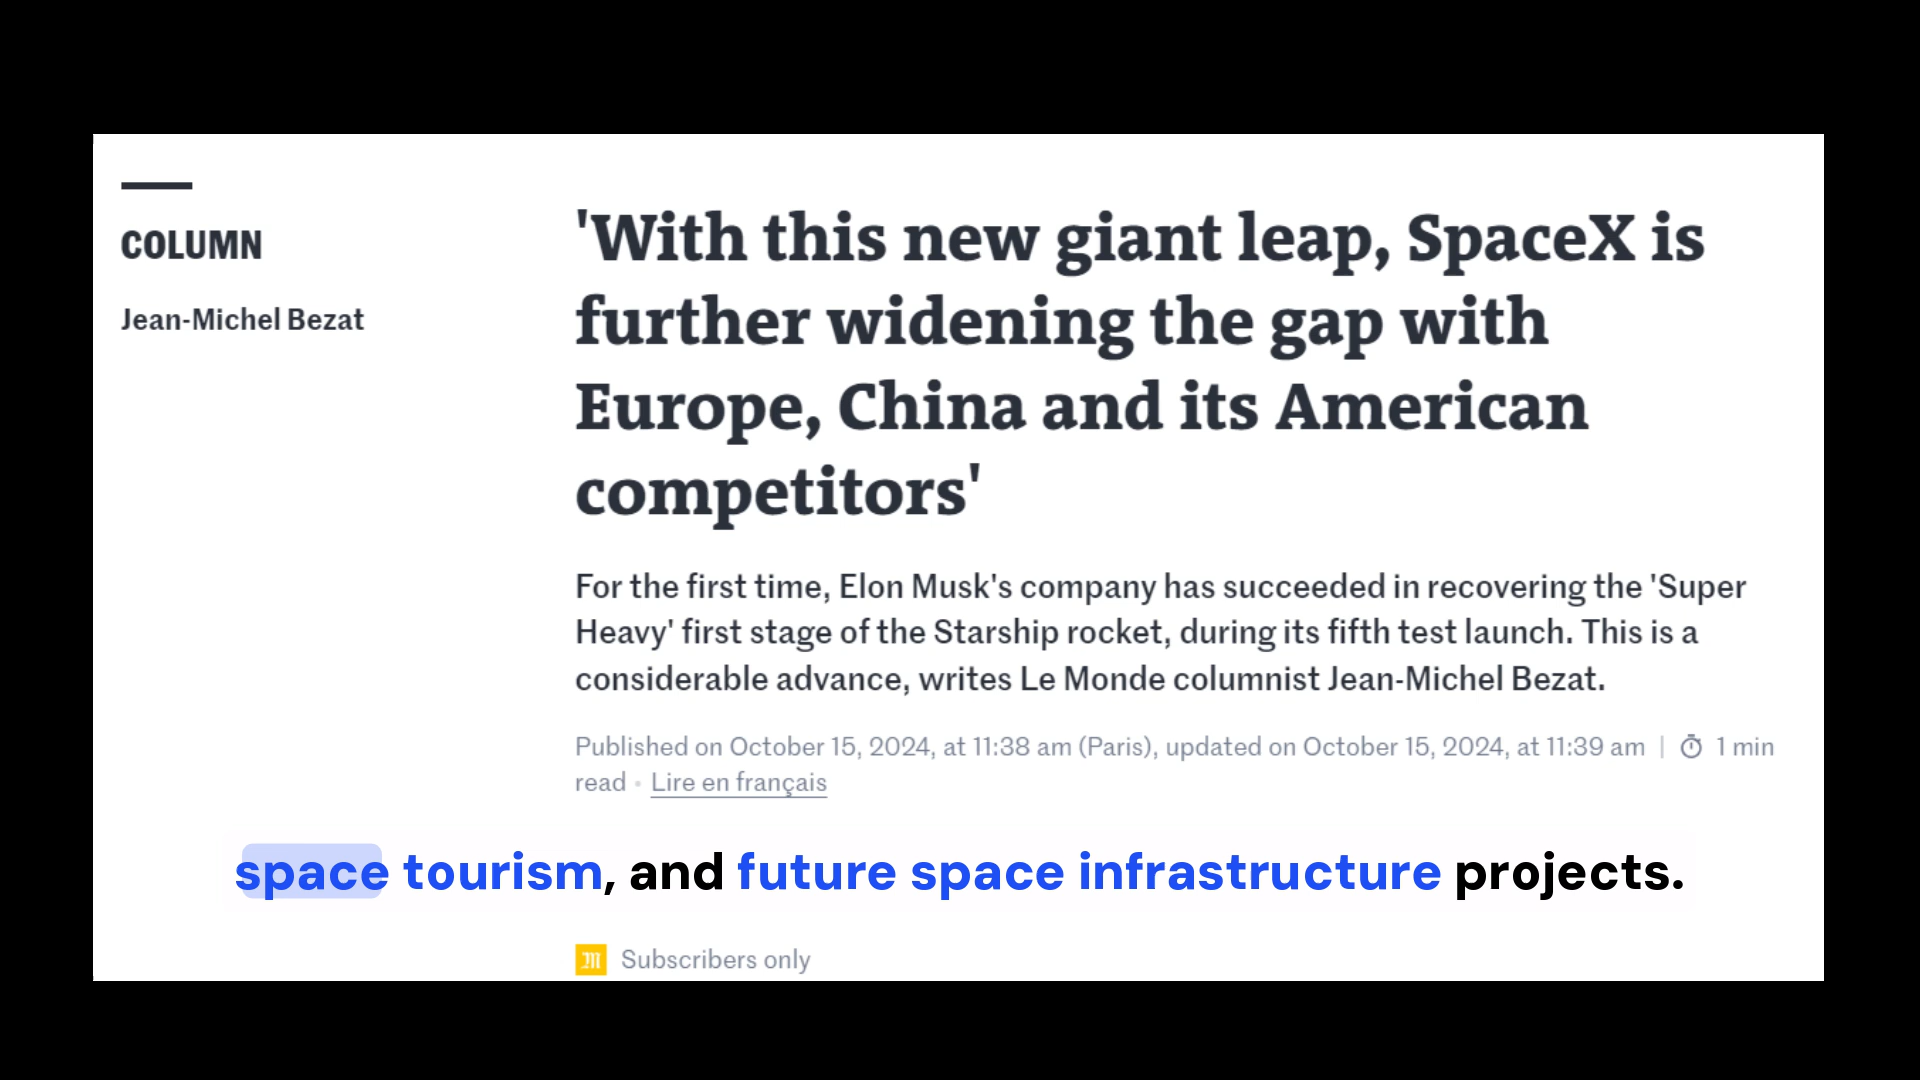 COLUMN
Jean-Michel Bezat
'With this new giant leap, SpaceX is
further widening the gap with
Europe, China and its American
competitors'
For the first time, Elon Musk's company has succeeded in recovering the 'Super
Heavy' first stage of the Starship rocket, during its fifth test launch. This is a
considerable advance, writes Le Monde columnist Jean-Michel Bezat.
Published on October 15, 2024, at 11:38 am (Paris), updated on October 15, 2024, at 11:39 am | 1 min
read • Lire en français
space tourism, and future space infrastructure projects.
M Subscribers only